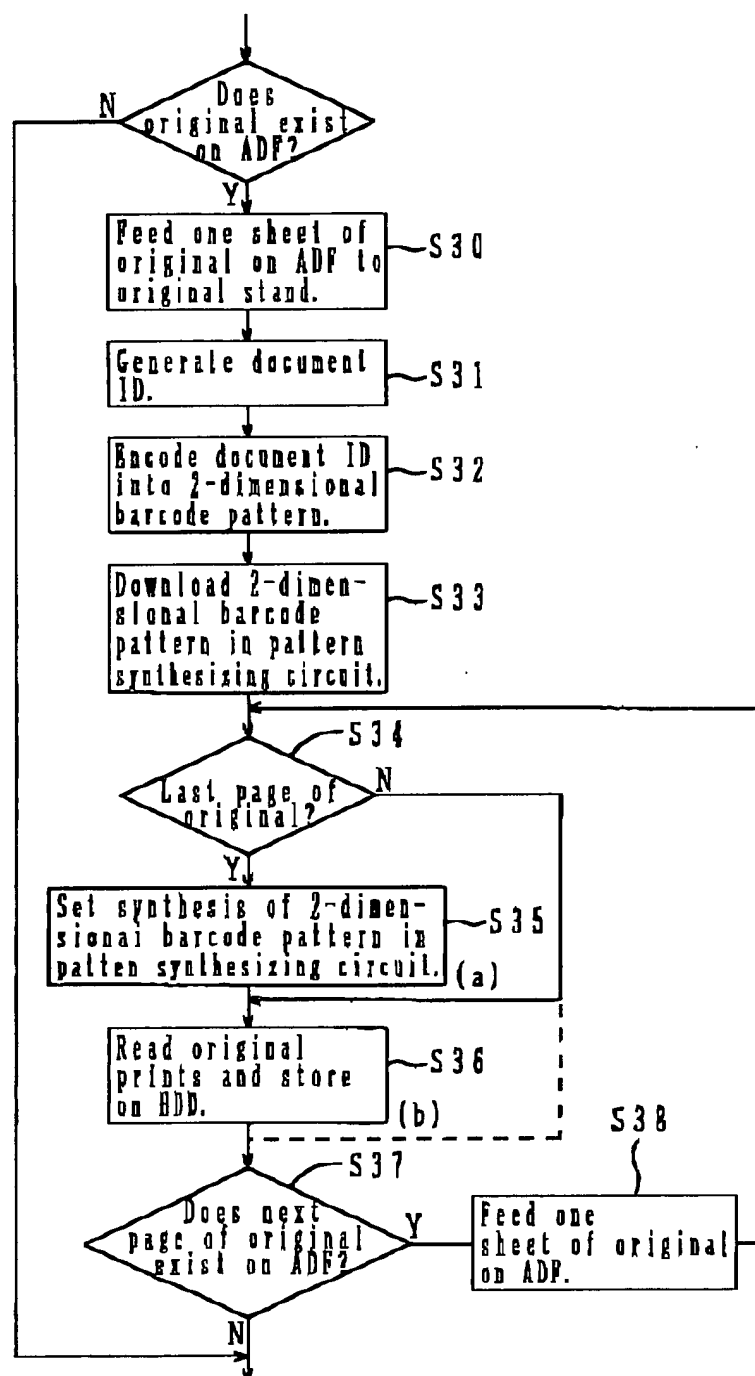 Does
original exist
on ADF?
N
Y
Feed one sheet of
original on ADF to
original stand.
S30
Generate document
ID.
S31
Encode document ID
into 2-dimensional
barcode pattern.
S32
Download 2-dimen-
sional barcode
pattern in pattern
synthesizing circuit.
S33
S34
Last page of
original?
N
Y
Set synthesis of 2-dimen-
sional barcode pattern in
patten synthesizing circuit.
S35
(a)
Read original
prints and store
on HDD.
S36
(b)
S37
Does next
page of original
exist on ADF?
Y
N
S38
Feed one
sheet of original
on ADF.